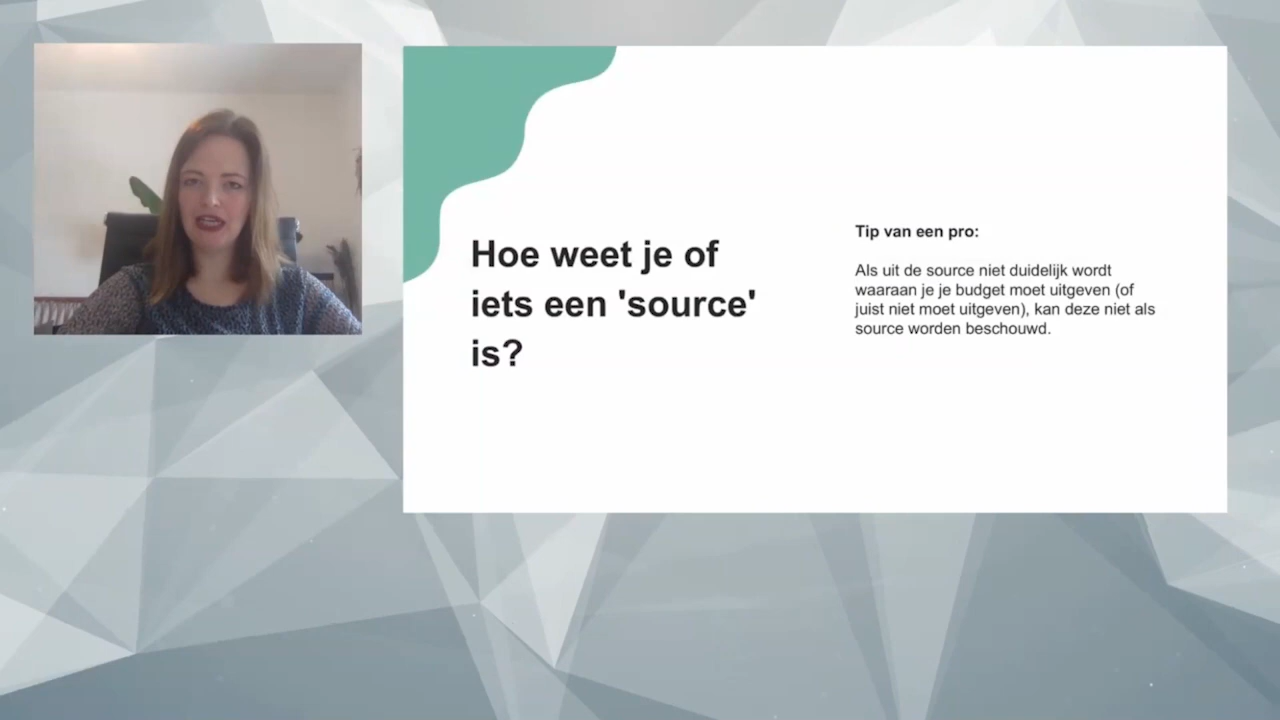 Hoe weet je of
iets een 'source'
is?
Tip van een pro:
Als uit de source niet duidelijk wordt
waaraan je je budget moet uitgeven (of
juist niet moet uitgeven), kan deze niet als
source worden beschouwd.